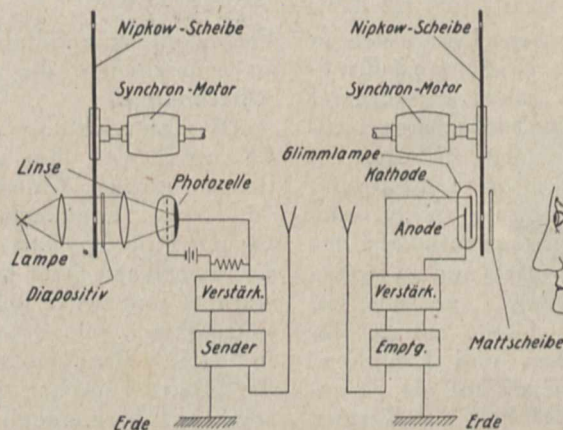 Nipkow-Scheibe
Synchron-Motor
Linse
Photozelle
Lampe
Diapositiv
Verstärk.
Sender
Erde
Nipkow-Scheibe
Synchron-Motor
Glimmlampe
Kathode
Anode
Verstärk.
Empfg.
Mattscheibe
Erde